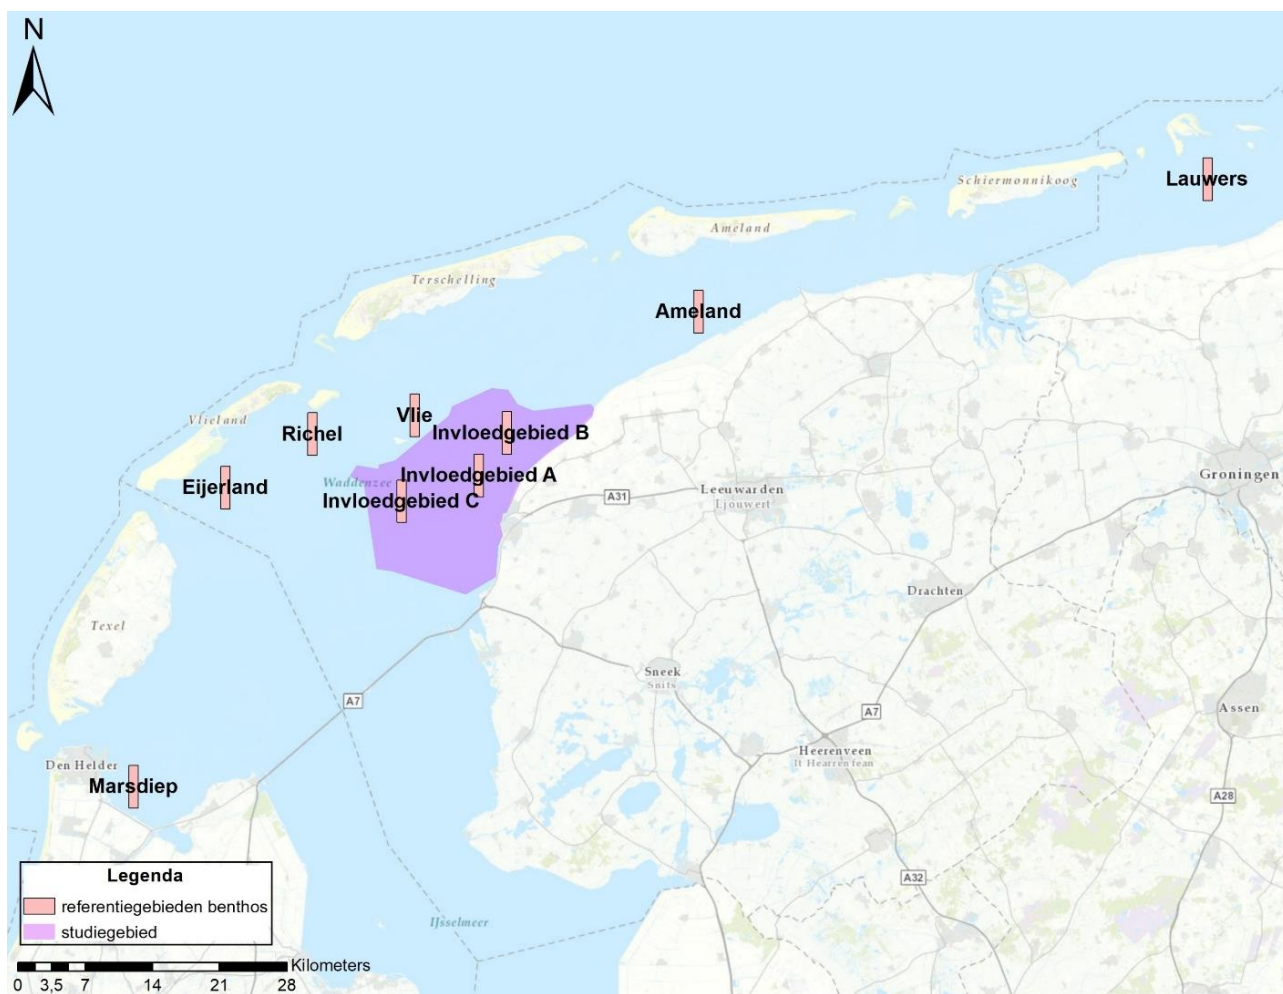 N
Lauwers
Schiermonnikoog
Ameland
Terschelling
Ameland
Vlieland
Vlie
Richel
Invloedgebied B
Invloedgebied A
Waddenzee
Invloedgebied C
Eijerland
Groningen
A31
Leeuwarden
Ljouwert
Drachten
Texel
Sneek
Snits
A7
A7
Assen
Den Helder
Heerenveen
It Hearrenfean
Marsdiep
A28
A32
IJsselmeer
Legenda
referentiegebieden benthos
studiegebied
Kilometers
0 3,5 7 14 21 28